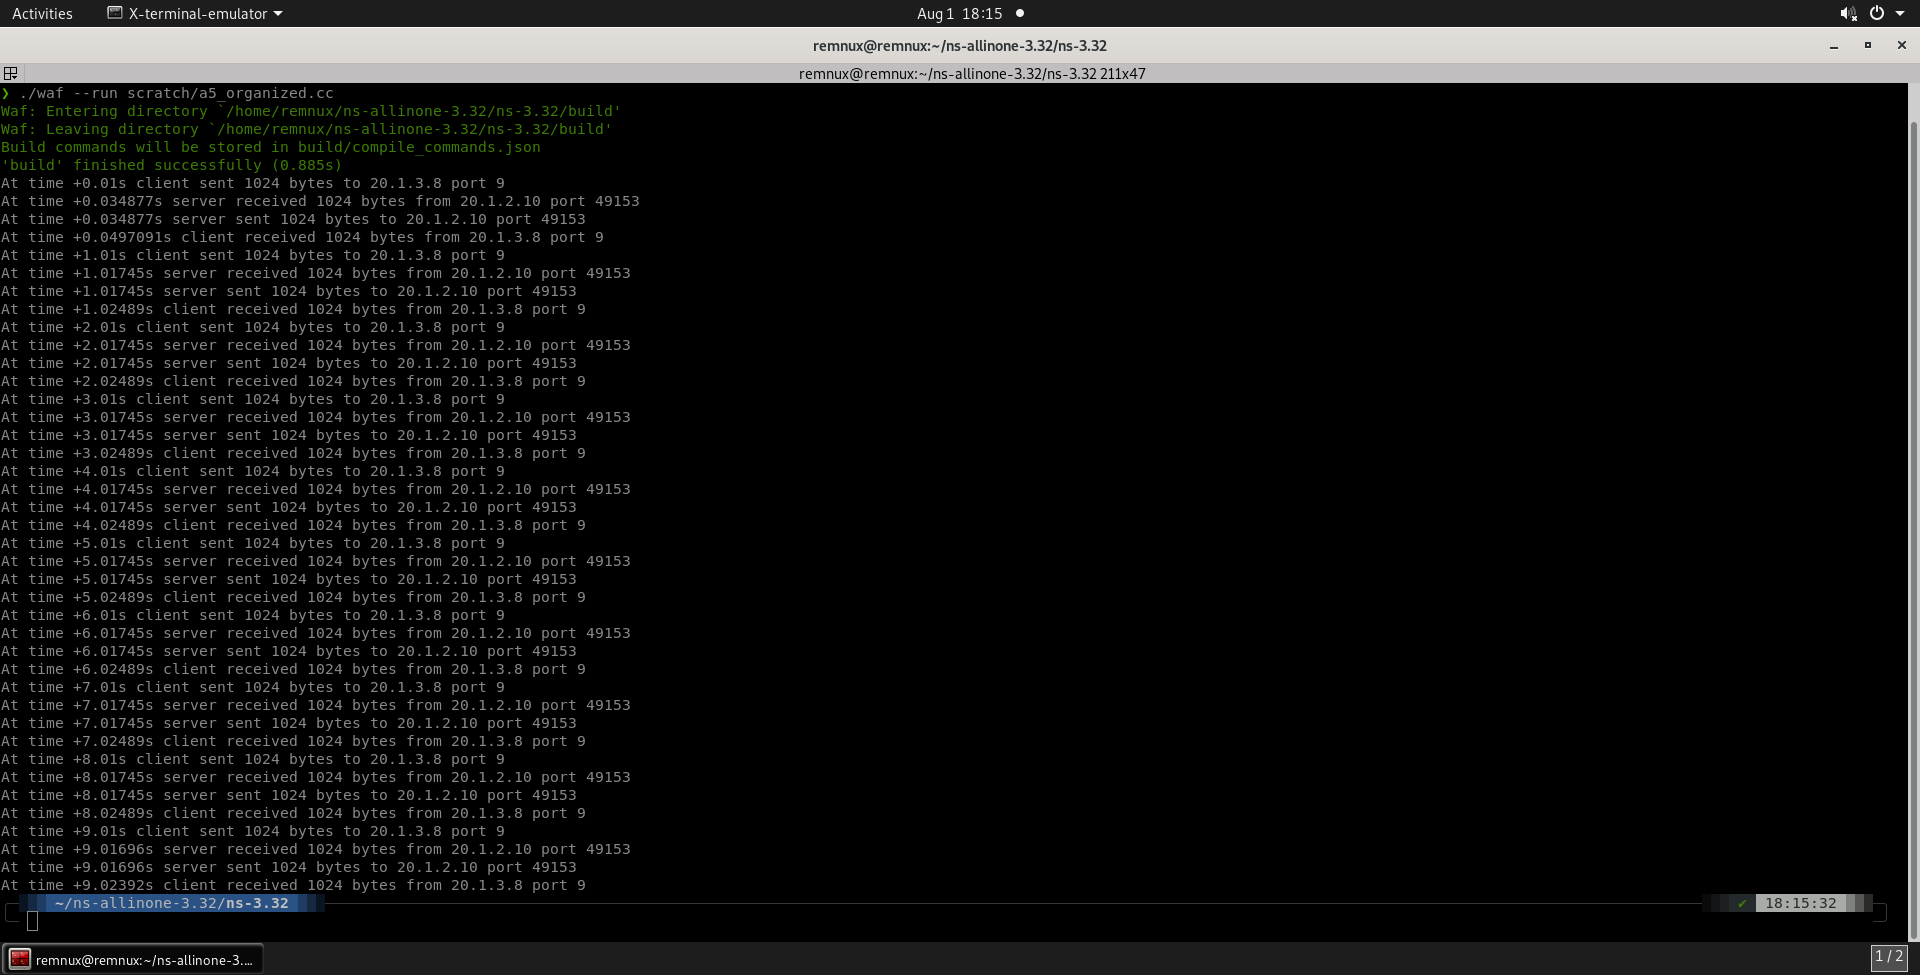 Activities X-terminal-emulator Aug 1 18:15
remnux@remnux:~/ns-allinone-3.32/ns-3.32
remnux@remnux:~/ns-allinone-3.32/ns-3.32 211x47
❯ ./waf --run scratch/a5_organized.cc
Waf: Entering directory `/home/remnux/ns-allinone-3.32/ns-3.32/build'
Waf: Leaving directory `/home/remnux/ns-allinone-3.32/ns-3.32/build'
Build commands will be stored in build/compile_commands.json
'build' finished successfully (0.885s)
At time +0.01s client sent 1024 bytes to 20.1.3.8 port 9
At time +0.034877s server received 1024 bytes from 20.1.2.10 port 49153
At time +0.034877s server sent 1024 bytes to 20.1.2.10 port 49153
At time +0.0497091s client received 1024 bytes from 20.1.3.8 port 9
At time +1.01s client sent 1024 bytes to 20.1.3.8 port 9
At time +1.01745s server received 1024 bytes from 20.1.2.10 port 49153
At time +1.01745s server sent 1024 bytes to 20.1.2.10 port 49153
At time +1.02489s client received 1024 bytes from 20.1.3.8 port 9
At time +2.01s client sent 1024 bytes to 20.1.3.8 port 9
At time +2.01745s server received 1024 bytes from 20.1.2.10 port 49153
At time +2.01745s server sent 1024 bytes to 20.1.2.10 port 49153
At time +2.02489s client received 1024 bytes from 20.1.3.8 port 9
At time +3.01s client sent 1024 bytes to 20.1.3.8 port 9
At time +3.01745s server received 1024 bytes from 20.1.2.10 port 49153
At time +3.01745s server sent 1024 bytes to 20.1.2.10 port 49153
At time +3.02489s client received 1024 bytes from 20.1.3.8 port 9
At time +4.01s client sent 1024 bytes to 20.1.3.8 port 9
At time +4.01745s server received 1024 bytes from 20.1.2.10 port 49153
At time +4.01745s server sent 1024 bytes to 20.1.2.10 port 49153
At time +4.02489s client received 1024 bytes from 20.1.3.8 port 9
At time +5.01s client sent 1024 bytes to 20.1.3.8 port 9
At time +5.01745s server received 1024 bytes from 20.1.2.10 port 49153
At time +5.01745s server sent 1024 bytes to 20.1.2.10 port 49153
At time +5.02489s client received 1024 bytes from 20.1.3.8 port 9
At time +6.01s client sent 1024 bytes to 20.1.3.8 port 9
At time +6.01745s server received 1024 bytes from 20.1.2.10 port 49153
At time +6.01745s server sent 1024 bytes to 20.1.2.10 port 49153
At time +6.02489s client received 1024 bytes from 20.1.3.8 port 9
At time +7.01s client sent 1024 bytes to 20.1.3.8 port 9
At time +7.01745s server received 1024 bytes from 20.1.2.10 port 49153
At time +7.01745s server sent 1024 bytes to 20.1.2.10 port 49153
At time +7.02489s client received 1024 bytes from 20.1.3.8 port 9
At time +8.01s client sent 1024 bytes to 20.1.3.8 port 9
At time +8.01745s server received 1024 bytes from 20.1.2.10 port 49153
At time +8.01745s server sent 1024 bytes to 20.1.2.10 port 49153
At time +8.02489s client received 1024 bytes from 20.1.3.8 port 9
At time +9.01s client sent 1024 bytes to 20.1.3.8 port 9
At time +9.01696s server received 1024 bytes from 20.1.2.10 port 49153
At time +9.01696s server sent 1024 bytes to 20.1.2.10 port 49153
At time +9.02392s client received 1024 bytes from 20.1.3.8 port 9
~/ns-allinone-3.32/ns-3.32 ✔ 18:15:32
remnux@remnux:~/ns-allinone-3.... 1 / 2